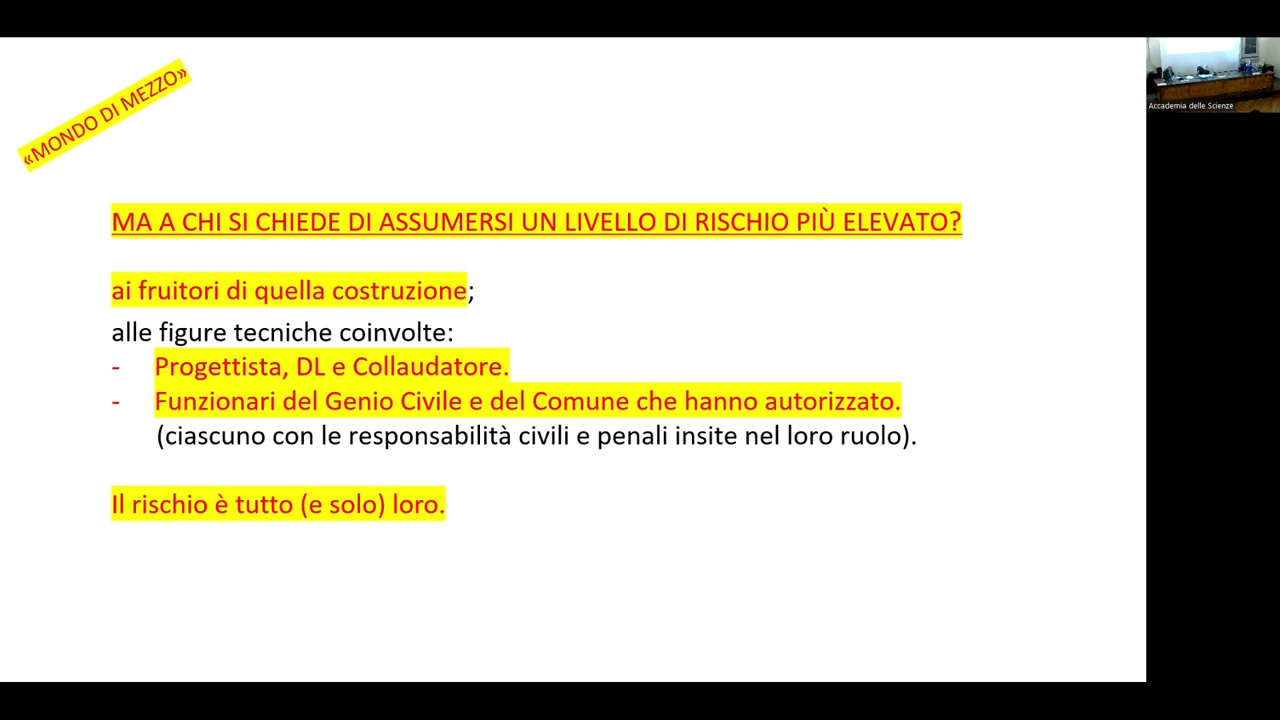 «MONDO DI MEZZO»
Accademia delle Scienze
MA A CHI SI CHIEDE DI ASSUMERSI UN LIVELLO DI RISCHIO PIÙ ELEVATO?
ai fruitori di quella costruzione;
alle figure tecniche coinvolte:
- Progettista, DL e Collaudatore.
- Funzionari del Genio Civile e del Comune che hanno autorizzato.
(ciascuno con le responsabilità civili e penali insite nel loro ruolo).
Il rischio è tutto (e solo) loro.